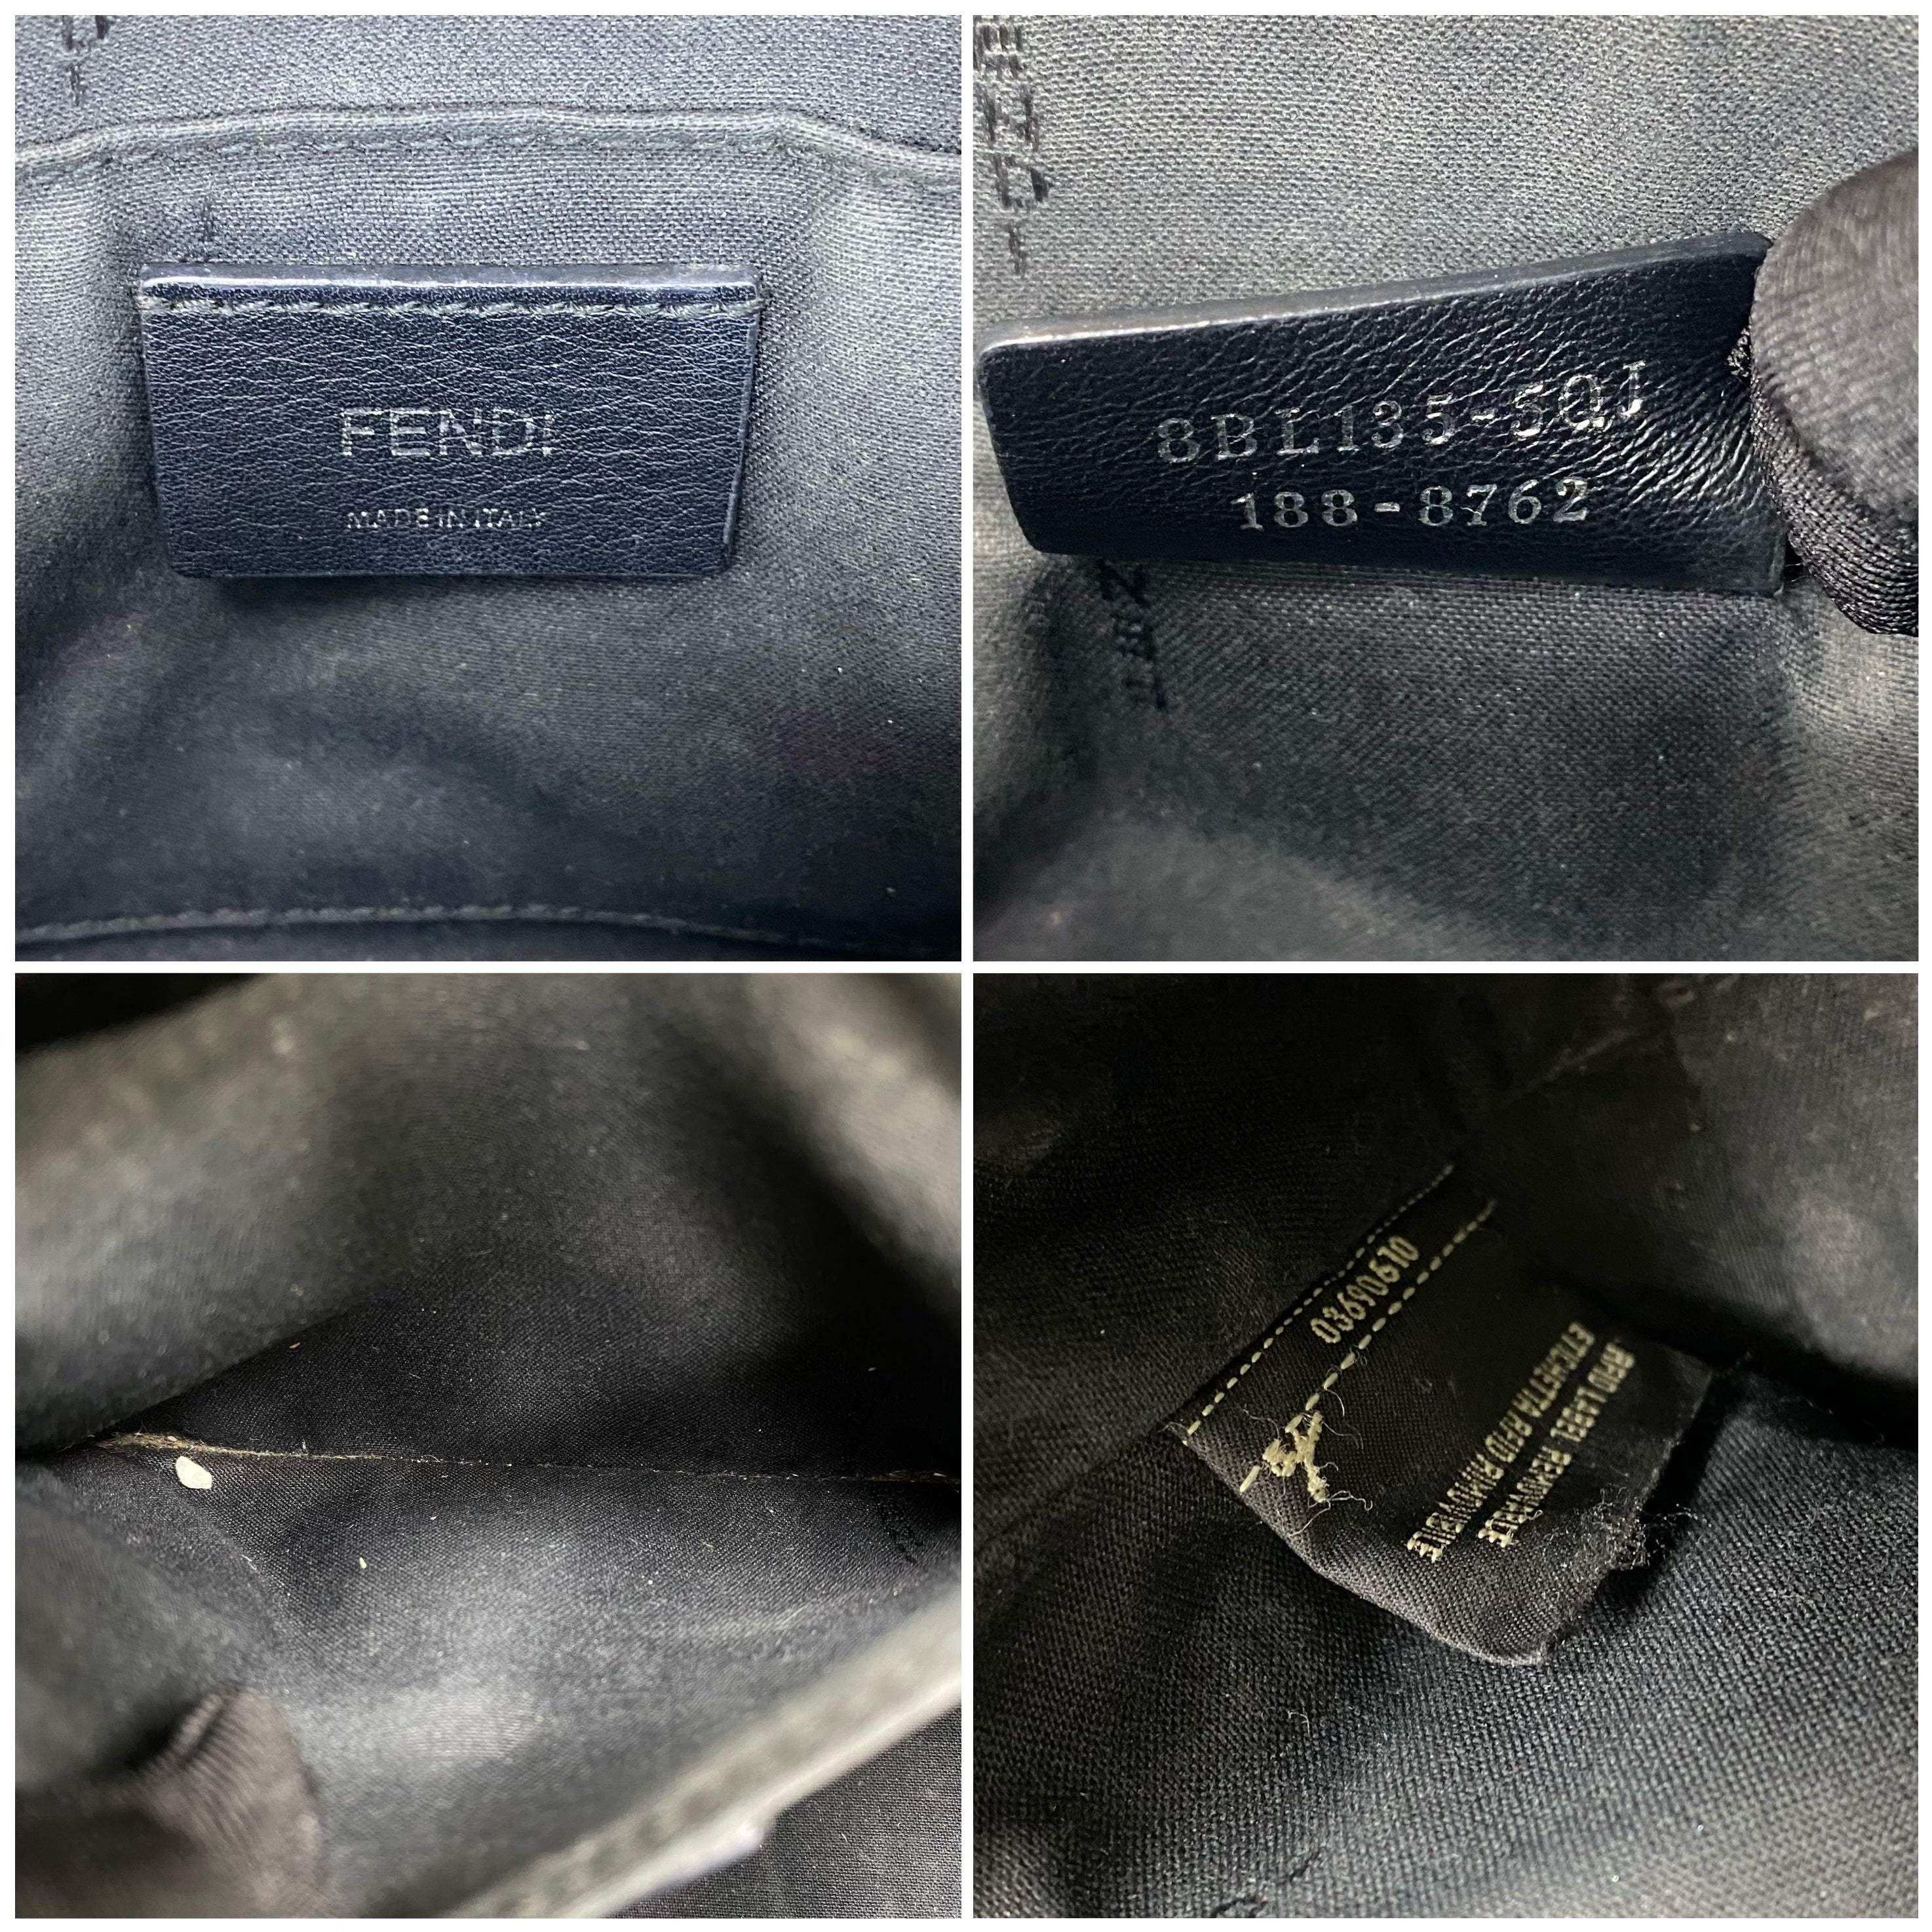 FENDI
MADE IN ITALY
8BL135-5QJ
188-8762
03690610
ETICHETTA RFID RIMOVIBILE
RFID LABEL REMOVABLE